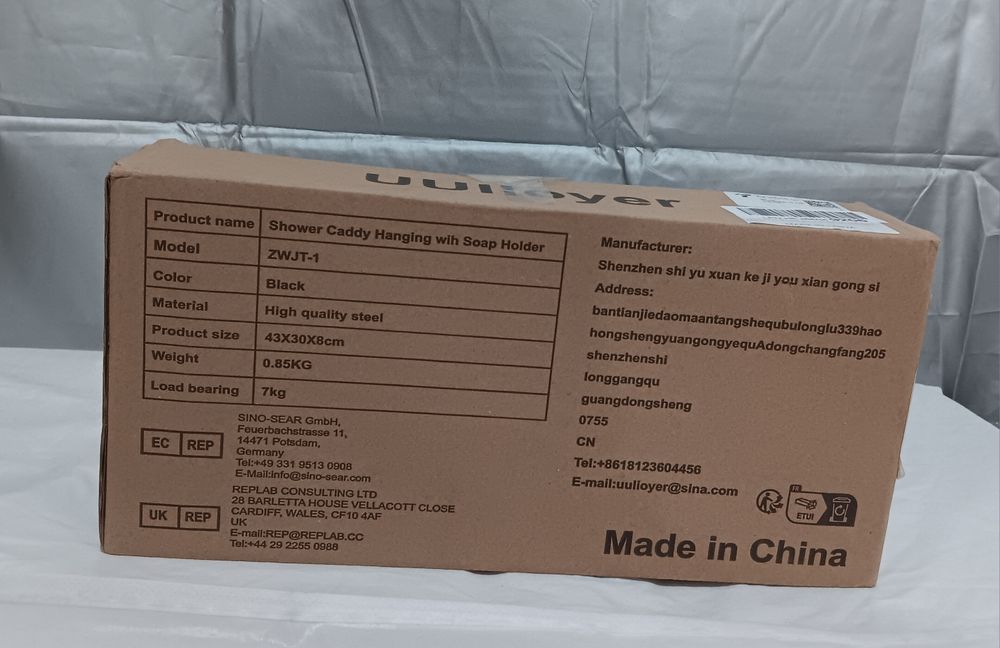 uulioyer
Product name Shower Caddy Hanging wih Soap Holder
Model ZWJT-1
Color Black
Material High quality steel
Product size 43X30X8cm
Weight 0.85KG
Load bearing 7kg
EC REP
SINO-SEAR GmbH,
Feuerbachstrasse 11,
14471 Potsdam,
Germany
Tel:+49 331 9513 0908
E-Mail:info@sino-sear.com
UK REP
REPLAB CONSULTING LTD
28 BARLETTA HOUSE VELLACOTT CLOSE
CARDIFF, WALES, CF10 4AF
UK
E-mail:REP@REPLAB.CC
Tel:+44 29 2255 0988
Manufacturer:
Shenzhen shi yu xuan ke ji you xian gong si
Address:
bantianjiedaomaantangshequbulonglu339hao
hongshengyuangongyequAdongchangfang205
shenzhenshi
longgangqu
guangdongsheng
0755
CN
Tel:+8618123604456
E-mail:uulioyer@sina.com
FR
ETUI
Made in China